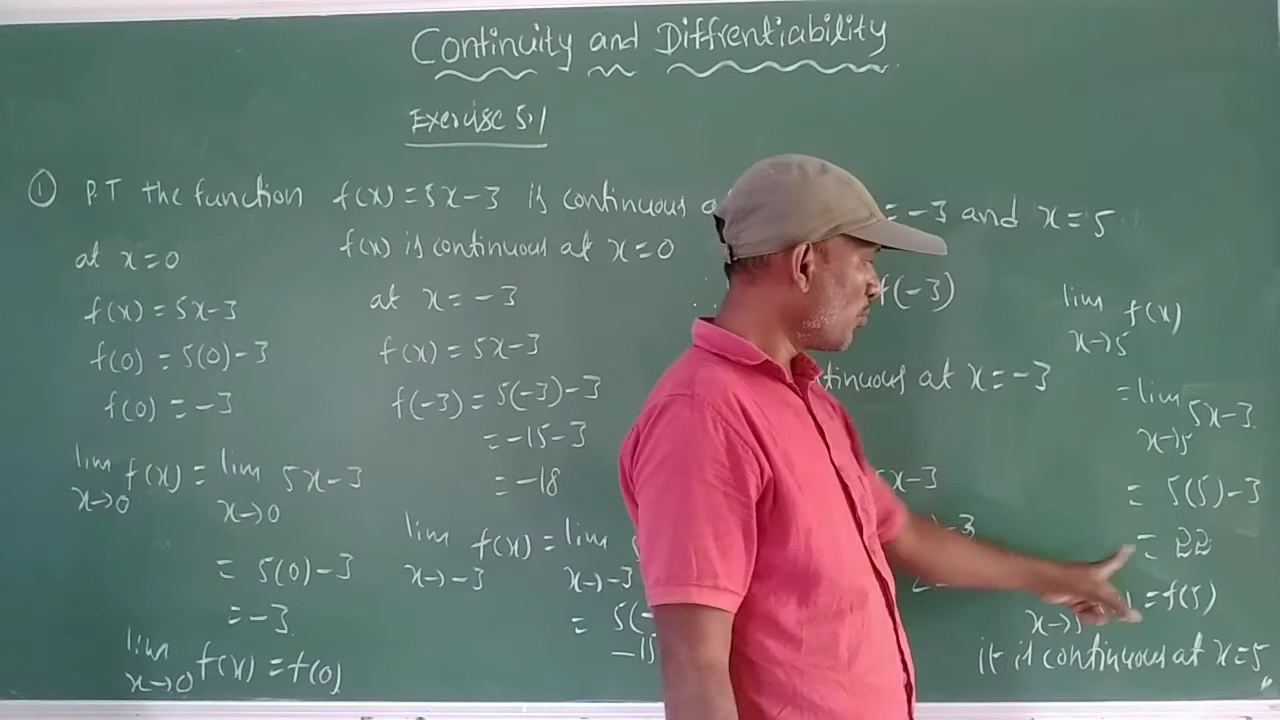 Continuity and Diffrentiability
Exercise 5.1
① P.T the function f(x)=5x-3 is continuous = -3 and x=5
at x=0
f(x)=5x-3
f(0)=5(0)-3
f(0)=-3
lim f(x)= lim 5x-3
x→0 x→0
= 5(0)-3
=-3
lim f(x)=f(0)
x→0
f(x) is continuous at x=0
at x=-3
f(x)=5x-3
f(-3)=5(-3)-3
=-15-3
=-18
lim f(x)=lim
x→-3 x→-3
= 5(-
-15
f(-3)
at x=-3
5x-3
-3
lim f(x)
x→5
=lim 5x-3
x→5
= 5(5)-3
= 22
=f(5)
x→5
it is continuous at x=5